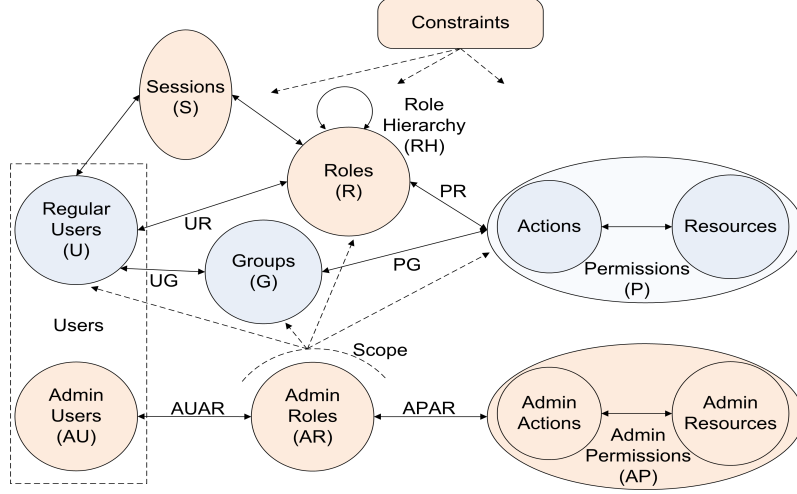 Constraints
Sessions
(S)
Role
Hierarchy
(RH)
Roles
(R)
PR
Regular
Users
(U)
UR
Groups
(G)
UG
PG
Actions
Resources
Permissions
(P)
Users
Scope
Admin
Users
(AU)
AUAR
Admin
Roles
(AR)
APAR
Admin
Actions
Admin
Resources
Admin
Permissions
(AP)